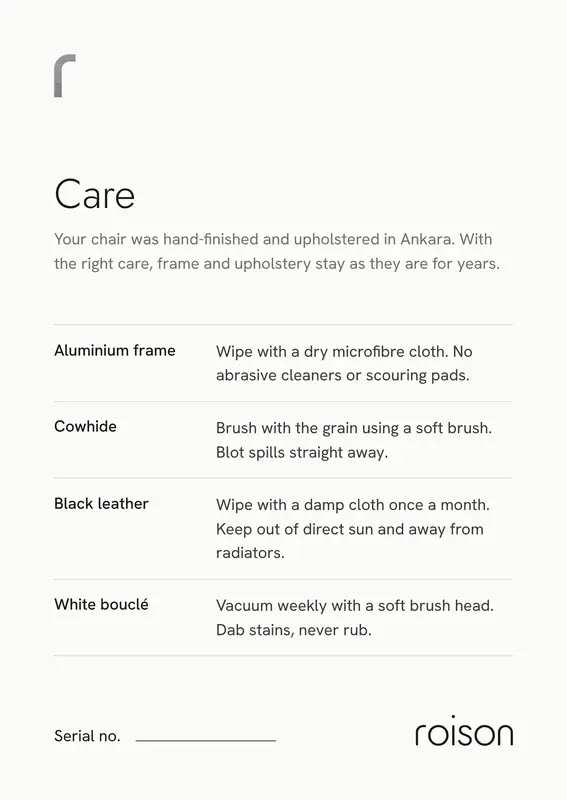 r
Care
Your chair was hand-finished and upholstered in Ankara. With
the right care, frame and upholstery stay as they are for years.
Aluminium frame
Wipe with a dry microfibre cloth. No
abrasive cleaners or scouring pads.
Cowhide
Brush with the grain using a soft brush.
Blot spills straight away.
Black leather
Wipe with a damp cloth once a month.
Keep out of direct sun and away from
radiators.
White bouclé
Vacuum weekly with a soft brush head.
Dab stains, never rub.
Serial no.
roison